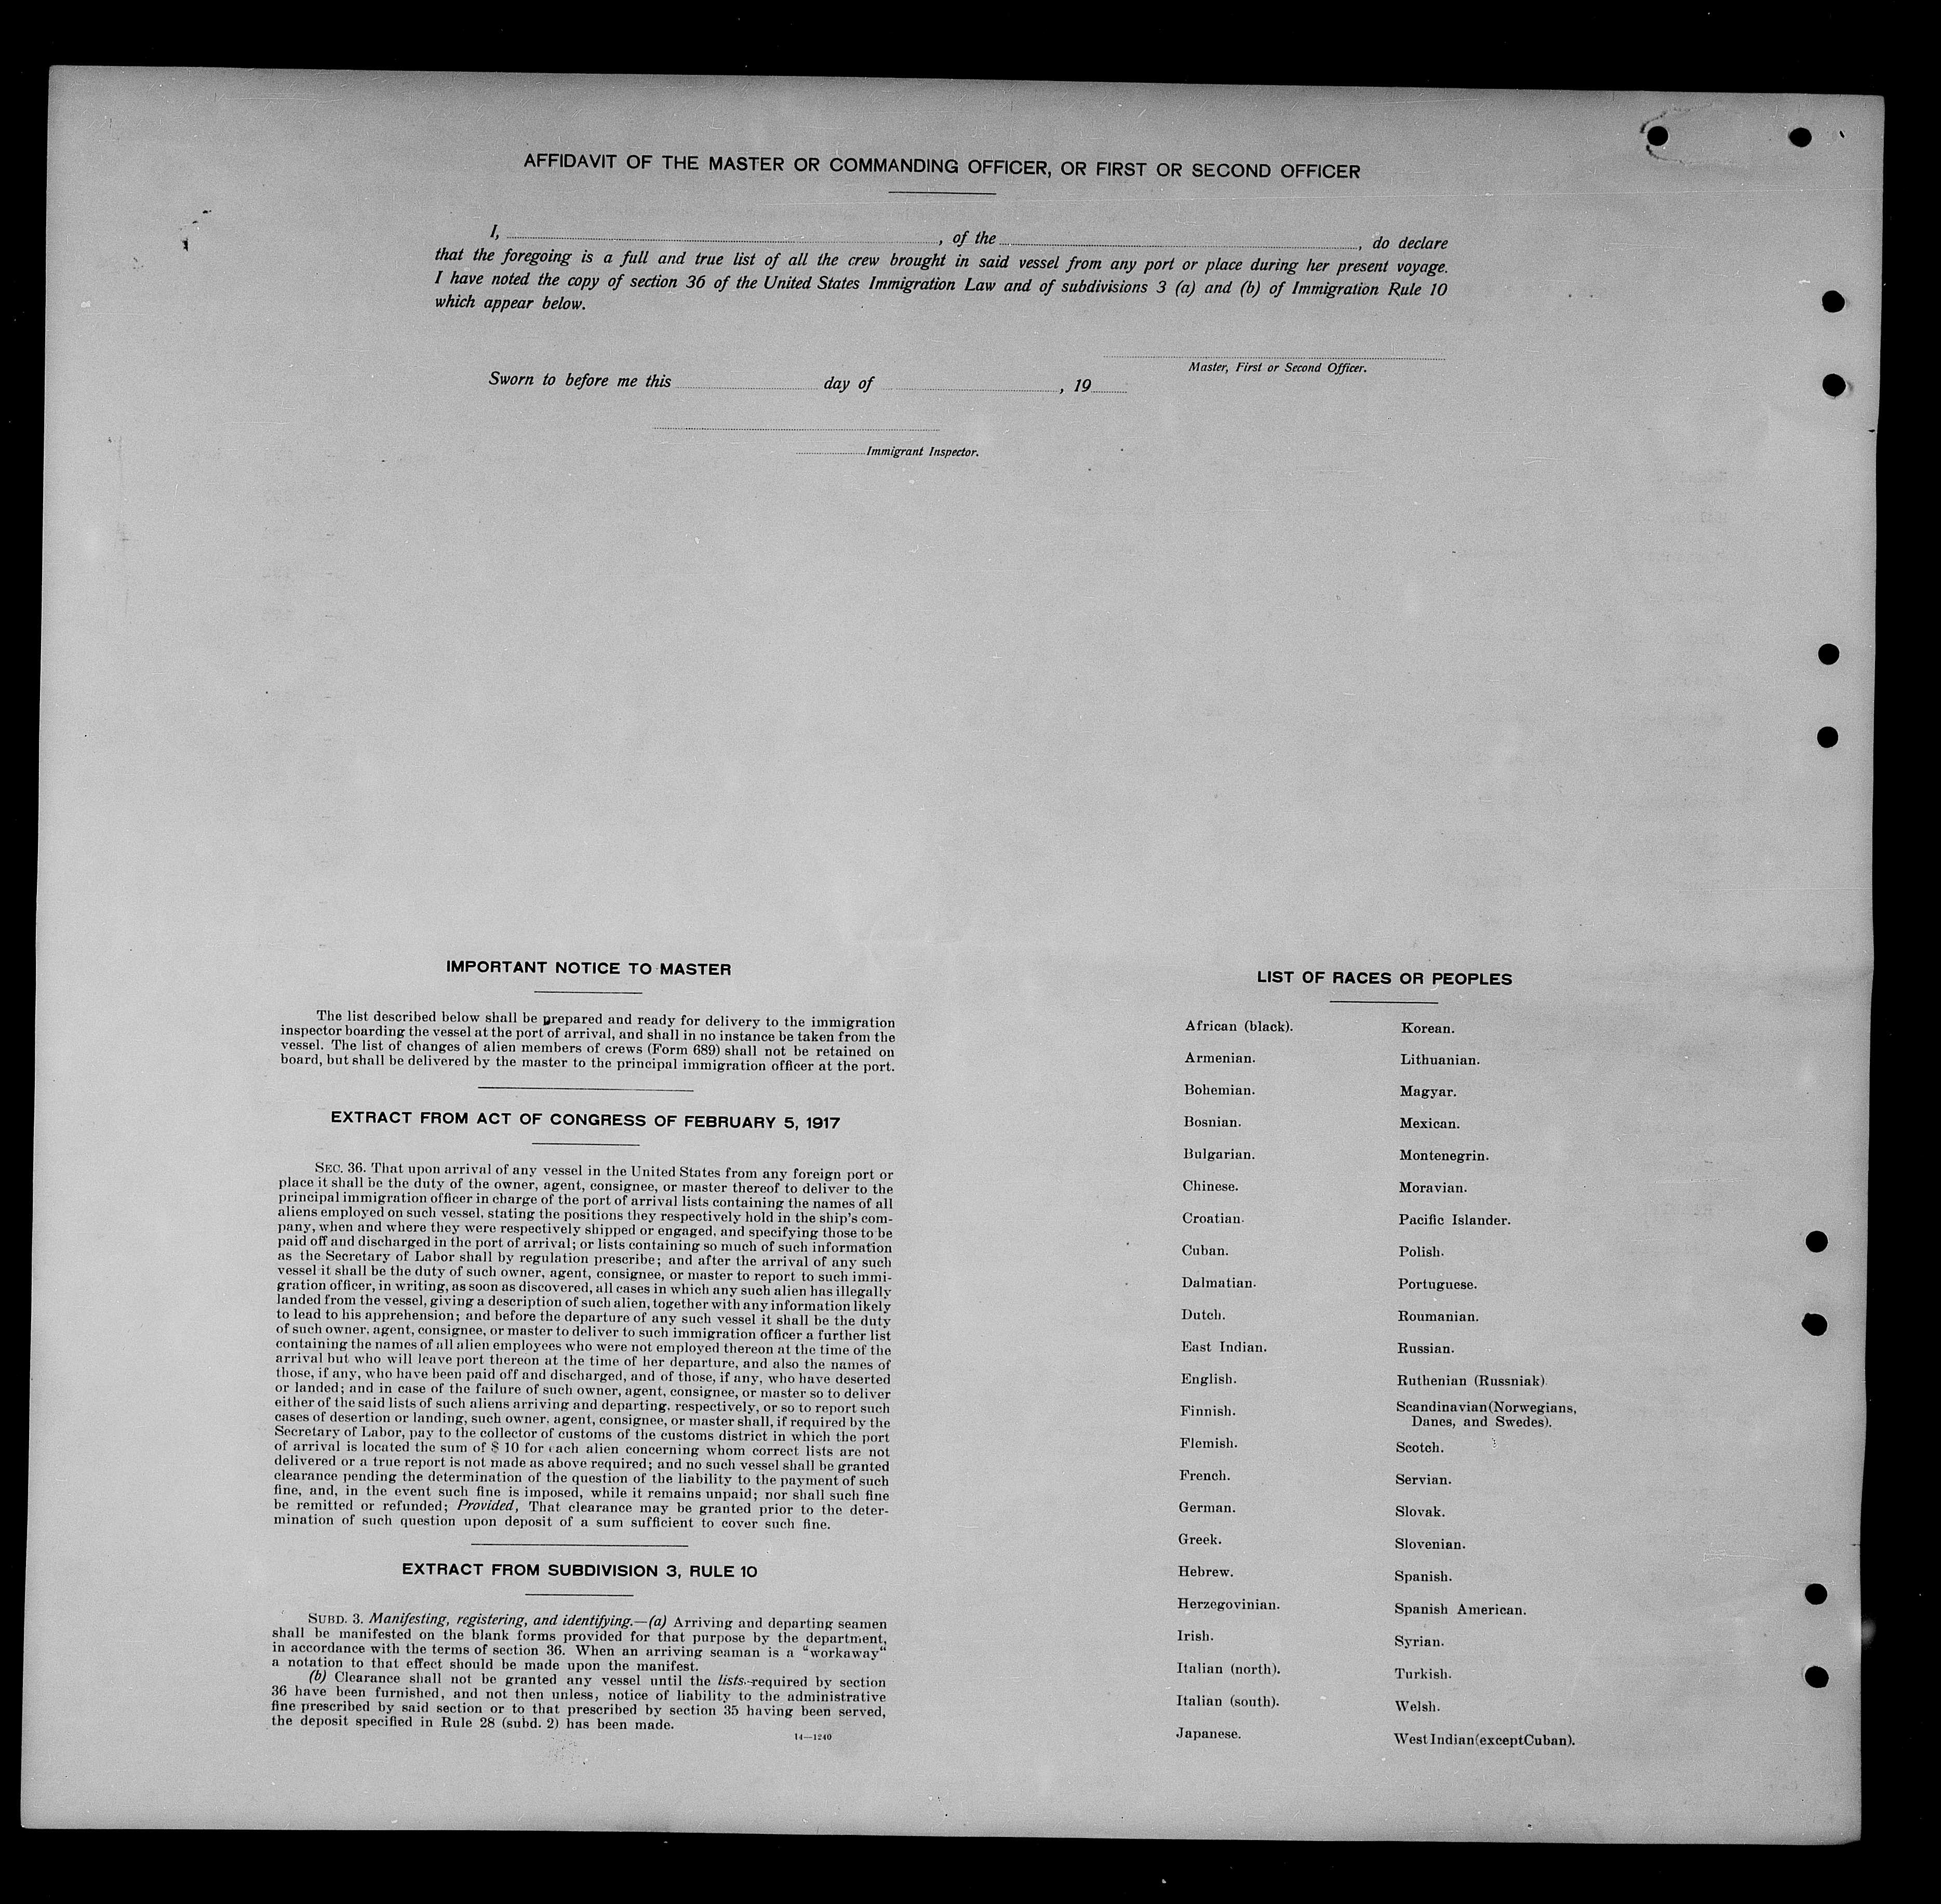 AFFIDAVIT OF THE MASTER OR COMMANDING OFFICER, OR FIRST OR SECOND OFFICER
I, , of the , do declare
that the foregoing is a full and true list of all the crew brought in said vessel from any port or place during her present voyage.
I have noted the copy of section 36 of the United States Immigration Law and of subdivisions 3 (a) and (b) of Immigration Rule 10
which appear below.
Master, First or Second Officer.
Sworn to before me this day of , 19
Immigrant Inspector.
IMPORTANT NOTICE TO MASTER
The list described below shall be prepared and ready for delivery to the immigration
inspector boarding the vessel at the port of arrival, and shall in no instance be taken from the
vessel. The list of changes of alien members of crews (Form 689) shall not be retained on
board, but shall be delivered by the master to the principal immigration officer at the port.
EXTRACT FROM ACT OF CONGRESS OF FEBRUARY 5, 1917
SEC. 36. That upon arrival of any vessel in the United States from any foreign port or
place it shall be the duty of the owner, agent, consignee, or master thereof to deliver to the
principal immigration officer in charge of the port of arrival lists containing the names of all
aliens employed on such vessel, stating the positions they respectively hold in the ship's com-
pany, when and where they were respectively shipped or engaged, and specifying those to be
paid off and discharged in the port of arrival; or lists containing so much of such information
as the Secretary of Labor shall by regulation prescribe; and after the arrival of any such
vessel it shall be the duty of such owner, agent, consignee, or master to report to such immi-
gration officer, in writing, as soon as discovered, all cases in which any such alien has illegally
landed from the vessel, giving a description of such alien, together with any information likely
to lead to his apprehension; and before the departure of any such vessel it shall be the duty
of such owner, agent, consignee, or master to deliver to such immigration officer a further list
containing the names of all alien employees who were not employed thereon at the time of the
arrival but who will leave port thereon at the time of her departure, and also the names of
those, if any, who have been paid off and discharged, and of those, if any, who have deserted
or landed; and in case of the failure of such owner, agent, consignee, or master so to deliver
either of the said lists of such aliens arriving and departing, respectively, or so to report such
cases of desertion or landing, such owner, agent, consignee, or master shall, if required by the
Secretary of Labor, pay to the collector of customs of the customs district in which the port
of arrival is located the sum of $ 10 for each alien concerning whom correct lists are not
delivered or a true report is not made as above required; and no such vessel shall be granted
clearance pending the determination of the question of the liability to the payment of such
fine, and, in the event such fine is imposed, while it remains unpaid; nor shall such fine
be remitted or refunded; Provided, That clearance may be granted prior to the deter-
mination of such question upon deposit of a sum sufficient to cover such fine.
EXTRACT FROM SUBDIVISION 3, RULE 10
SUBD. 3. Manifesting, registering, and identifying.—(a) Arriving and departing seamen
shall be manifested on the blank forms provided for that purpose by the department,
in accordance with the terms of section 36. When an arriving seaman is a “workaway“
a notation to that effect should be made upon the manifest.
(b) Clearance shall not be granted any vessel until the lists required by section
36 have been furnished, and not then unless, notice of liability to the administrative
fine prescribed by said section or to that prescribed by section 35 having been served,
the deposit specified in Rule 28 (subd. 2) has been made.
14—1240
LIST OF RACES OR PEOPLES
African (black).
Armenian.
Bohemian.
Bosnian.
Bulgarian.
Chinese.
Croatian.
Cuban.
Dalmatian.
Dutch.
East Indian.
English.
Finnish.
Flemish.
French.
German.
Greek.
Hebrew.
Herzegovinian.
Irish.
Italian (north).
Italian (south).
Japanese.
Korean.
Lithuanian.
Magyar.
Mexican.
Montenegrin.
Moravian.
Pacific Islander.
Polish.
Portuguese.
Roumanian.
Russian.
Ruthenian (Russniak)
Scandinavian (Norwegians,
Danes, and Swedes).
Scotch.
Servian.
Slovak.
Slovenian.
Spanish.
Spanish American.
Syrian.
Turkish.
Welsh.
West Indian (except Cuban).